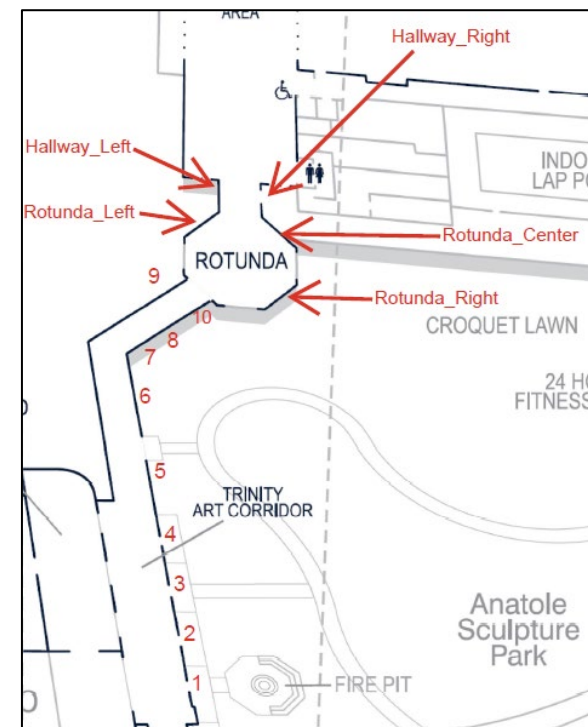 AREA
Hallway_Right
Hallway_Left
INDO
LAP PO
Rotunda_Left
Rotunda_Center
ROTUNDA
9
Rotunda_Right
10
CROQUET LAWN
8
7
6
24 HO
FITNESS
5
TRINITY
ART CORRIDOR
4
3
Anatole
Sculpture
Park
2
1
FIRE PIT